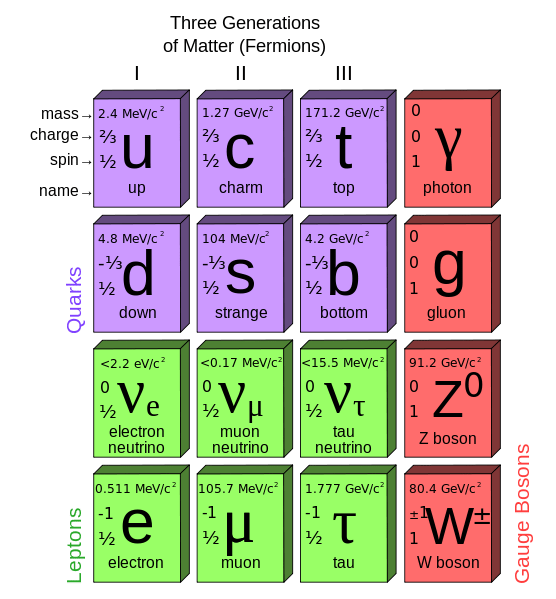 Three Generations
of Matter (Fermions)
I II III
mass→
charge→
spin→
name→
2.4 MeV/c²
⅔
½
u
up
1.27 GeV/c²
⅔
½
c
charm
171.2 GeV/c²
⅔
½
t
top
0
0
1
γ
photon
Quarks
4.8 MeV/c²
-⅓
½
d
down
104 MeV/c²
-⅓
½
s
strange
4.2 GeV/c²
-⅓
½
b
bottom
0
0
1
g
gluon
<2.2 eV/c²
0
½
νe
electron
neutrino
<0.17 MeV/c²
0
½
νμ
muon
neutrino
<15.5 MeV/c²
0
½
ντ
tau
neutrino
91.2 GeV/c²
0
1
Z⁰
Z boson
Leptons
0.511 MeV/c²
-1
½
e
electron
105.7 MeV/c²
-1
½
μ
muon
1.777 GeV/c²
-1
½
τ
tau
80.4 GeV/c²
±1
1
W±
W boson
Gauge Bosons